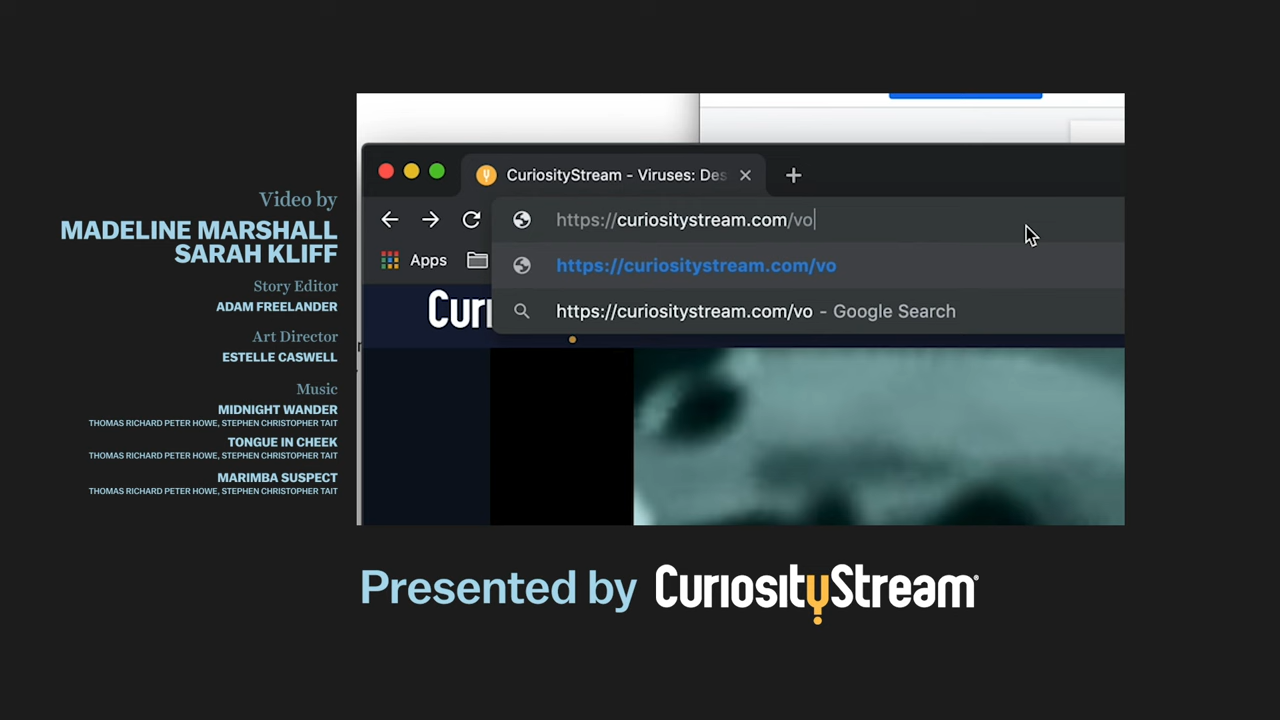 Video by
MADELINE MARSHALL
SARAH KLIFF
Story Editor
ADAM FREELANDER
Art Director
ESTELLE CASWELL
Music
MIDNIGHT WANDER
THOMAS RICHARD PETER HOWE, STEPHEN CHRISTOPHER TAIT
TONGUE IN CHEEK
THOMAS RICHARD PETER HOWE, STEPHEN CHRISTOPHER TAIT
MARIMBA SUSPECT
THOMAS RICHARD PETER HOWE, STEPHEN CHRISTOPHER TAIT
CuriosityStream - Viruses: Des
https://curiositystream.com/vo
Apps
https://curiositystream.com/vo
https://curiositystream.com/vo - Google Search
Curi
Presented by CuriosityStream